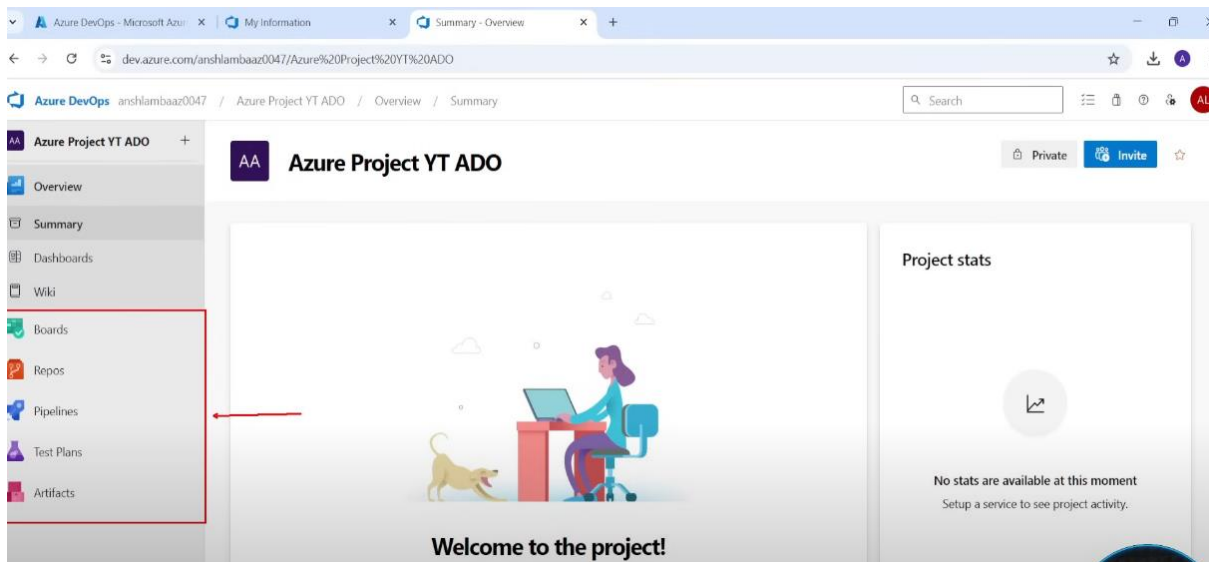 Azure DevOps - Microsoft Azur
My Information
Summary - Overview
dev.azure.com/anshlambaaz0047/Azure%20Project%20YT%20ADO
A
Azure DevOps anshlambaaz0047 / Azure Project YT ADO / Overview / Summary
Search
AL
AA Azure Project YT ADO +
Overview
Summary
Dashboards
Wiki
Boards
Repos
Pipelines
Test Plans
Artifacts
AA Azure Project YT ADO
Private
Invite
Welcome to the project!
Project stats
No stats are available at this moment
Setup a service to see project activity.